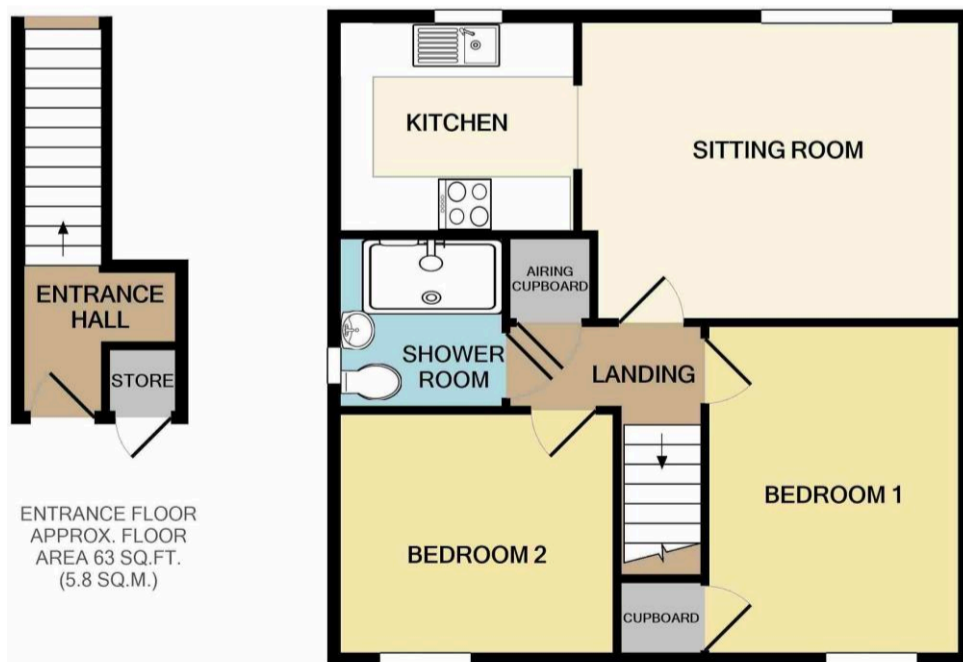 ENTRANCE
HALL
STORE
ENTRANCE FLOOR
APPROX. FLOOR
AREA 63 SQ.FT.
(5.8 SQ.M.)
KITCHEN
SITTING ROOM
AIRING
CUPBOARD
SHOWER
ROOM
LANDING
BEDROOM 1
BEDROOM 2
CUPBOARD